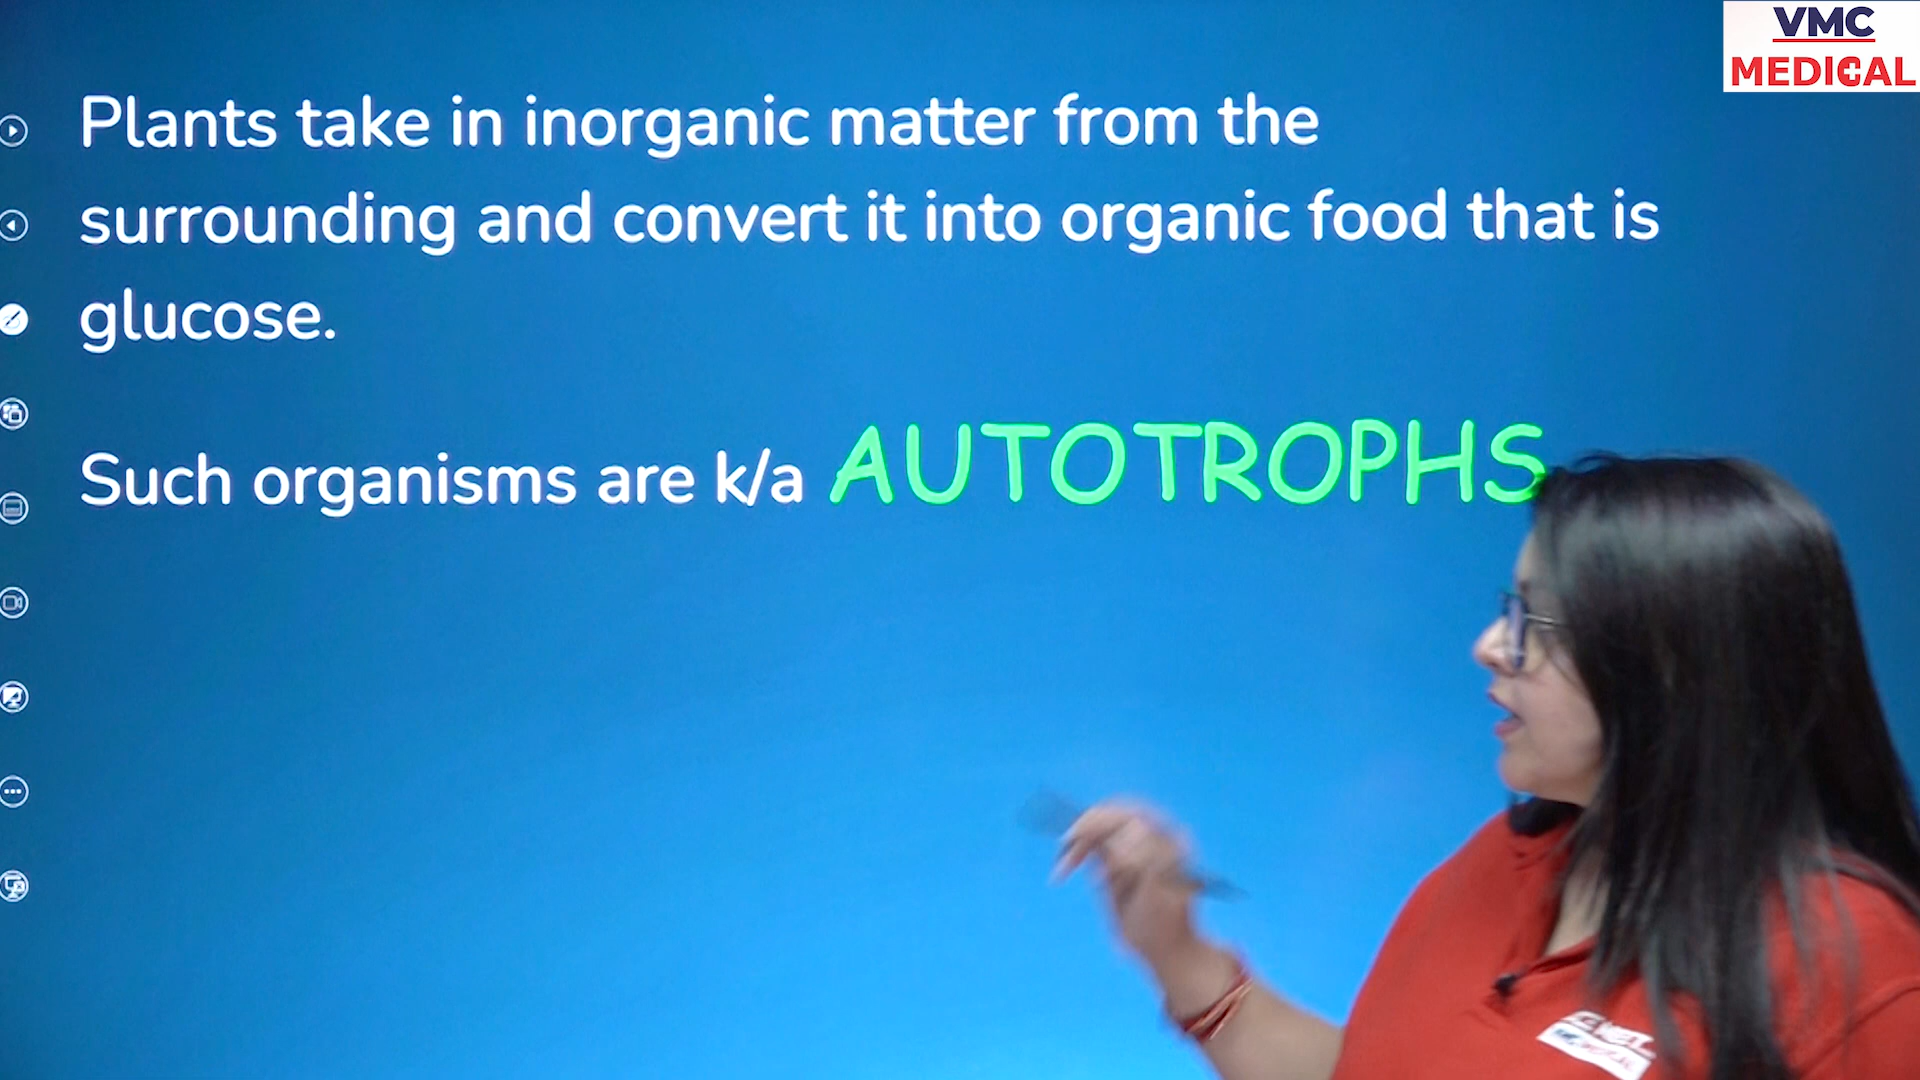 VMC
MEDICAL
Plants take in inorganic matter from the
surrounding and convert it into organic food that is
glucose.
Such organisms are k/a AUTOTROPHS